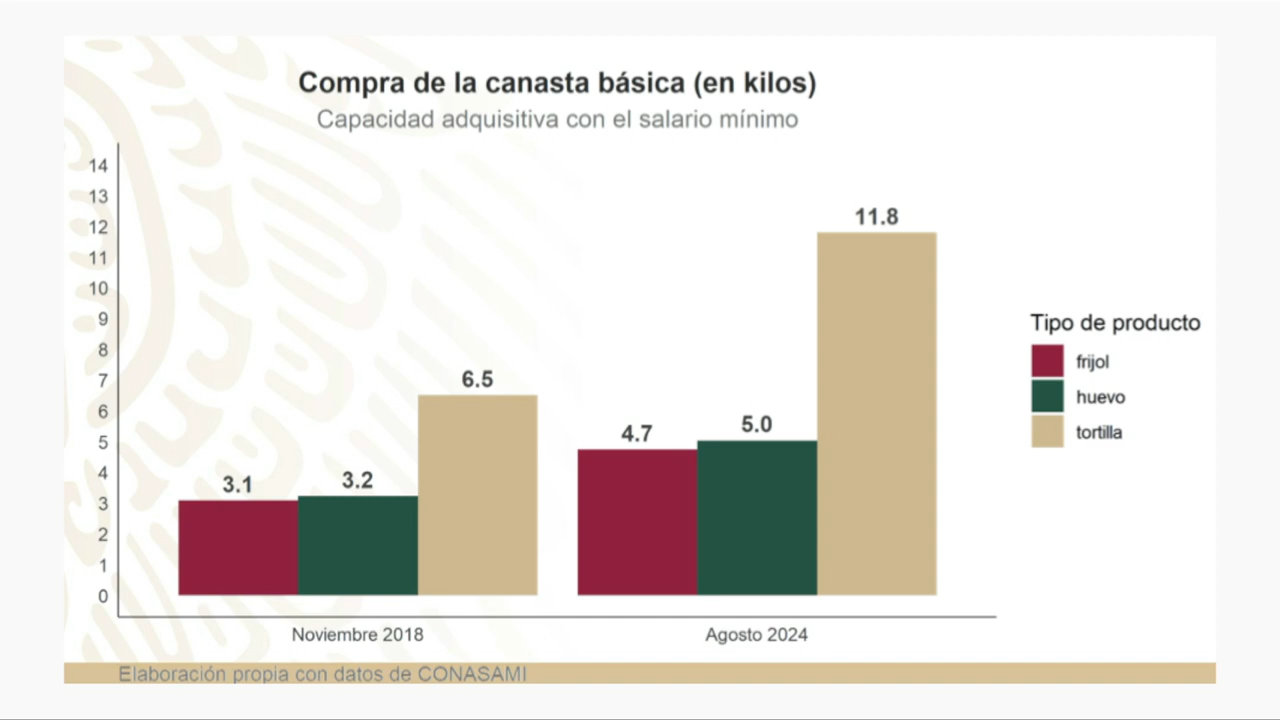 Compra de la canasta básica (en kilos)
Capacidad adquisitiva con el salario mínimo
14
13
12
11
10
9
8
7
6
5
4
3
2
1
0
3.1
3.2
6.5
4.7
5.0
11.8
Noviembre 2018
Agosto 2024
Tipo de producto
frijol
huevo
tortilla
Elaboración propia con datos de CONASAMI